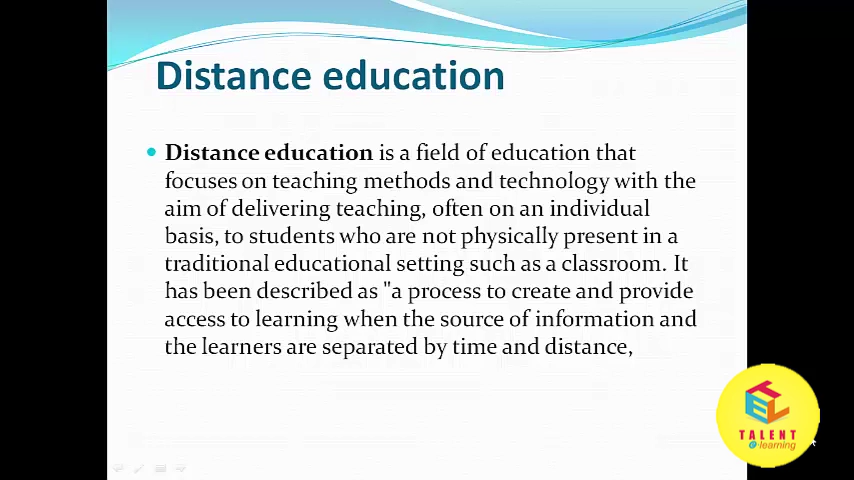 Distance education
Distance education is a field of education that
focuses on teaching methods and technology with the
aim of delivering teaching, often on an individual
basis, to students who are not physically present in a
traditional educational setting such as a classroom. It
has been described as "a process to create and provide
access to learning when the source of information and
the learners are separated by time and distance,
TEL
TALENT
e-learning